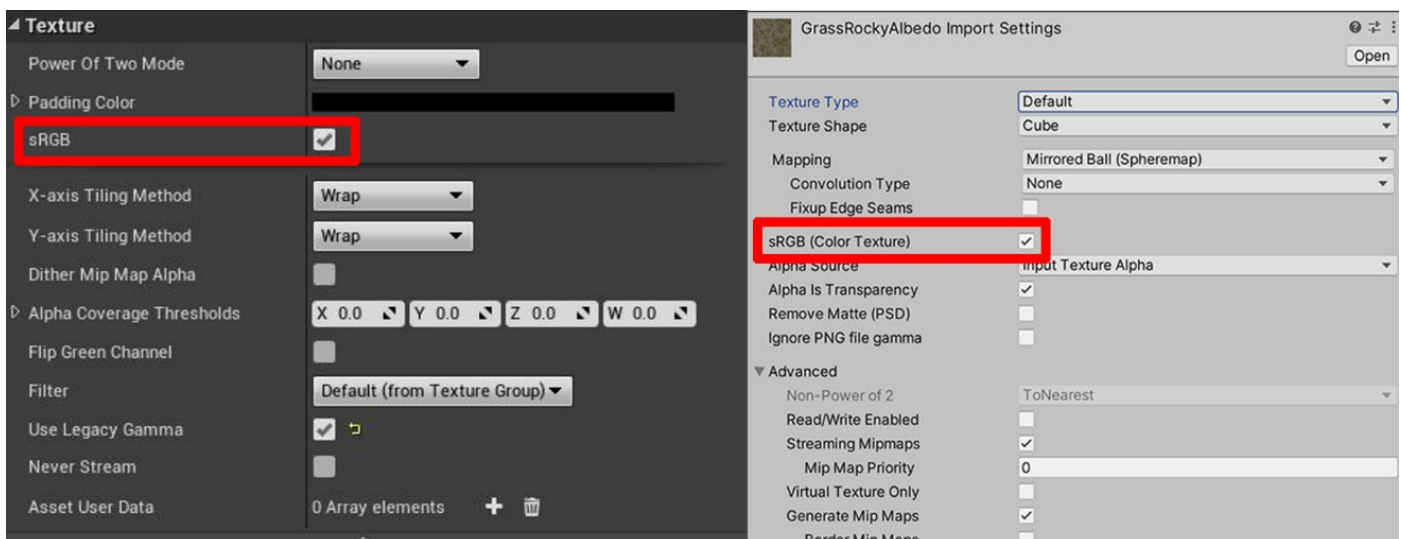 Texture
Power Of Two Mode None
Padding Color
sRGB
X-axis Tiling Method Wrap
Y-axis Tiling Method Wrap
Dither Mip Map Alpha
Alpha Coverage Thresholds X 0.0 Y 0.0 Z 0.0 W 0.0
Flip Green Channel
Filter Default (from Texture Group)
Use Legacy Gamma
Never Stream
Asset User Data 0 Array elements
GrassRockyAlbedo Import Settings
Open
Texture Type Default
Texture Shape Cube
Mapping Mirrored Ball (Spheremap)
Convolution Type None
Fixup Edge Seams
sRGB (Color Texture)
Alpha Source Input Texture Alpha
Alpha Is Transparency
Remove Matte (PSD)
Ignore PNG file gamma
Advanced
Non-Power of 2 ToNearest
Read/Write Enabled
Streaming Mipmaps
Mip Map Priority 0
Virtual Texture Only
Generate Mip Maps
Border Mip Maps